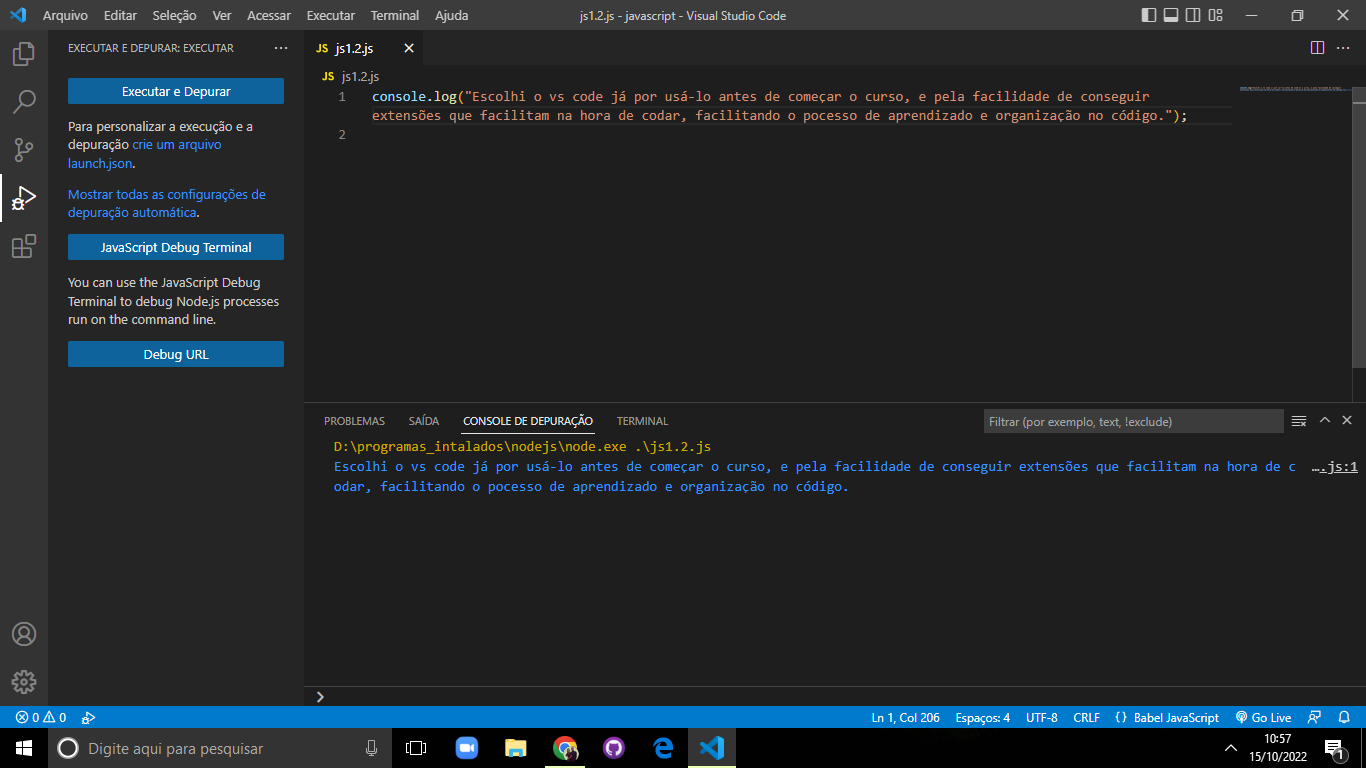 Arquivo Editar Seleção Ver Acessar Executar Terminal Ajuda js1.2.js - javascript - Visual Studio Code
EXECUTAR E DEPURAR: EXECUTAR
Executar e Depurar
Para personalizar a execução e a
depuração crie um arquivo
launch.json.
Mostrar todas as configurações de
depuração automática.
JavaScript Debug Terminal
You can use the JavaScript Debug
Terminal to debug Node.js processes
run on the command line.
Debug URL
JS js1.2.js
JS js1.2.js
1 console.log("Escolhi o vs code já por usá-lo antes de começar o curso, e pela facilidade de conseguir
extensões que facilitam na hora de codar, facilitando o pocesso de aprendizado e organização no código.");
2
PROBLEMAS SAÍDA CONSOLE DE DEPURAÇÃO TERMINAL Filtrar (por exemplo, text, !exclude)
D:\programas_intalados\nodejs\node.exe .\js1.2.js
Escolhi o vs code já por usá-lo antes de começar o curso, e pela facilidade de conseguir extensões que facilitam na hora de c ….js:1
odar, facilitando o pocesso de aprendizado e organização no código.
0 0 Ln 1, Col 206 Espaços: 4 UTF-8 CRLF {} Babel JavaScript Go Live
Digite aqui para pesquisar
10:57
15/10/2022
1